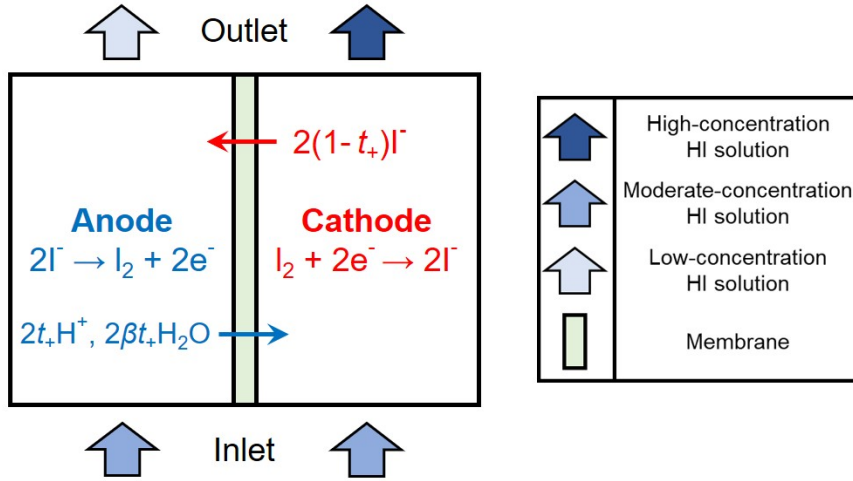 Outlet
2(1- t₊)I⁻
Anode
2I⁻ → I₂ + 2e⁻
Cathode
I₂ + 2e⁻ → 2I⁻
2t₊H⁺, 2βt₊H₂O
Inlet
High-concentration
HI solution
Moderate-concentration
HI solution
Low-concentration
HI solution
Membrane